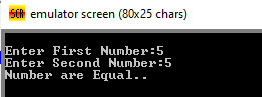 emulator screen (80x25 chars)
Enter First Number:5
Enter Second Number:5
Number are Equal..